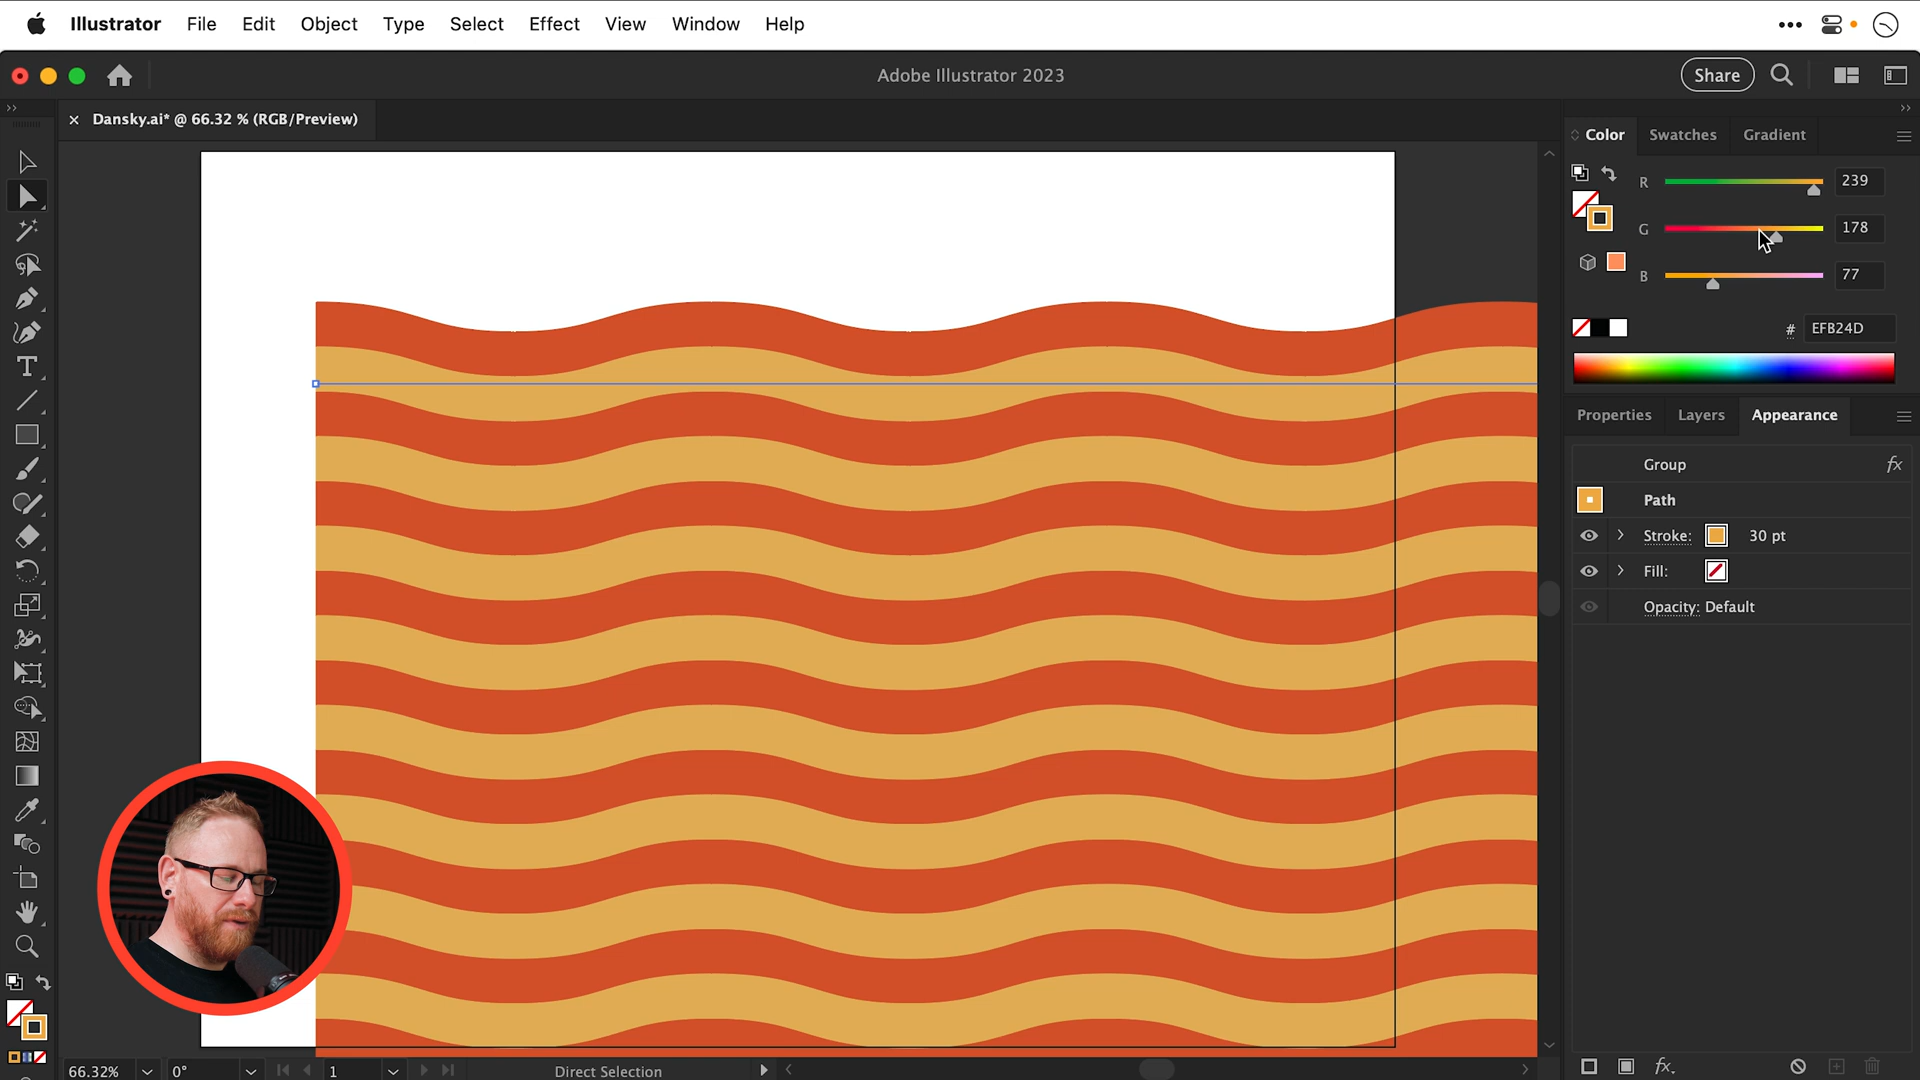 Illustrator File Edit Object Type Select Effect View Window Help
Adobe Illustrator 2023
Share
Dansky.ai* @ 66.32 % (RGB/Preview)
Color Swatches Gradient
R 239
G 178
B 77
# EFB24D
Properties Layers Appearance
Group fx
Path
Stroke: 30 pt
Fill:
Opacity: Default
66.32% 0° 1 Direct Selection
fx